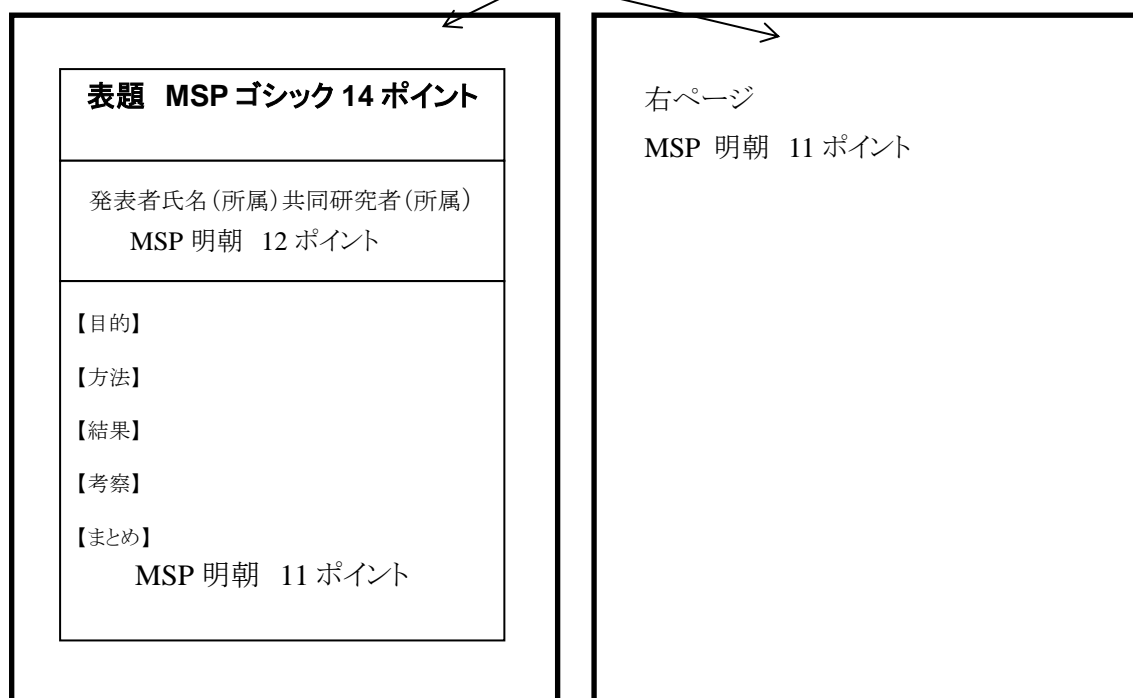 表題 MSP ゴシック 14 ポイント
発表者氏名(所属)共同研究者(所属)
MSP 明朝 12 ポイント
【目的】
【方法】
【結果】
【考察】
【まとめ】
MSP 明朝 11 ポイント
右ページ
MSP 明朝 11 ポイント